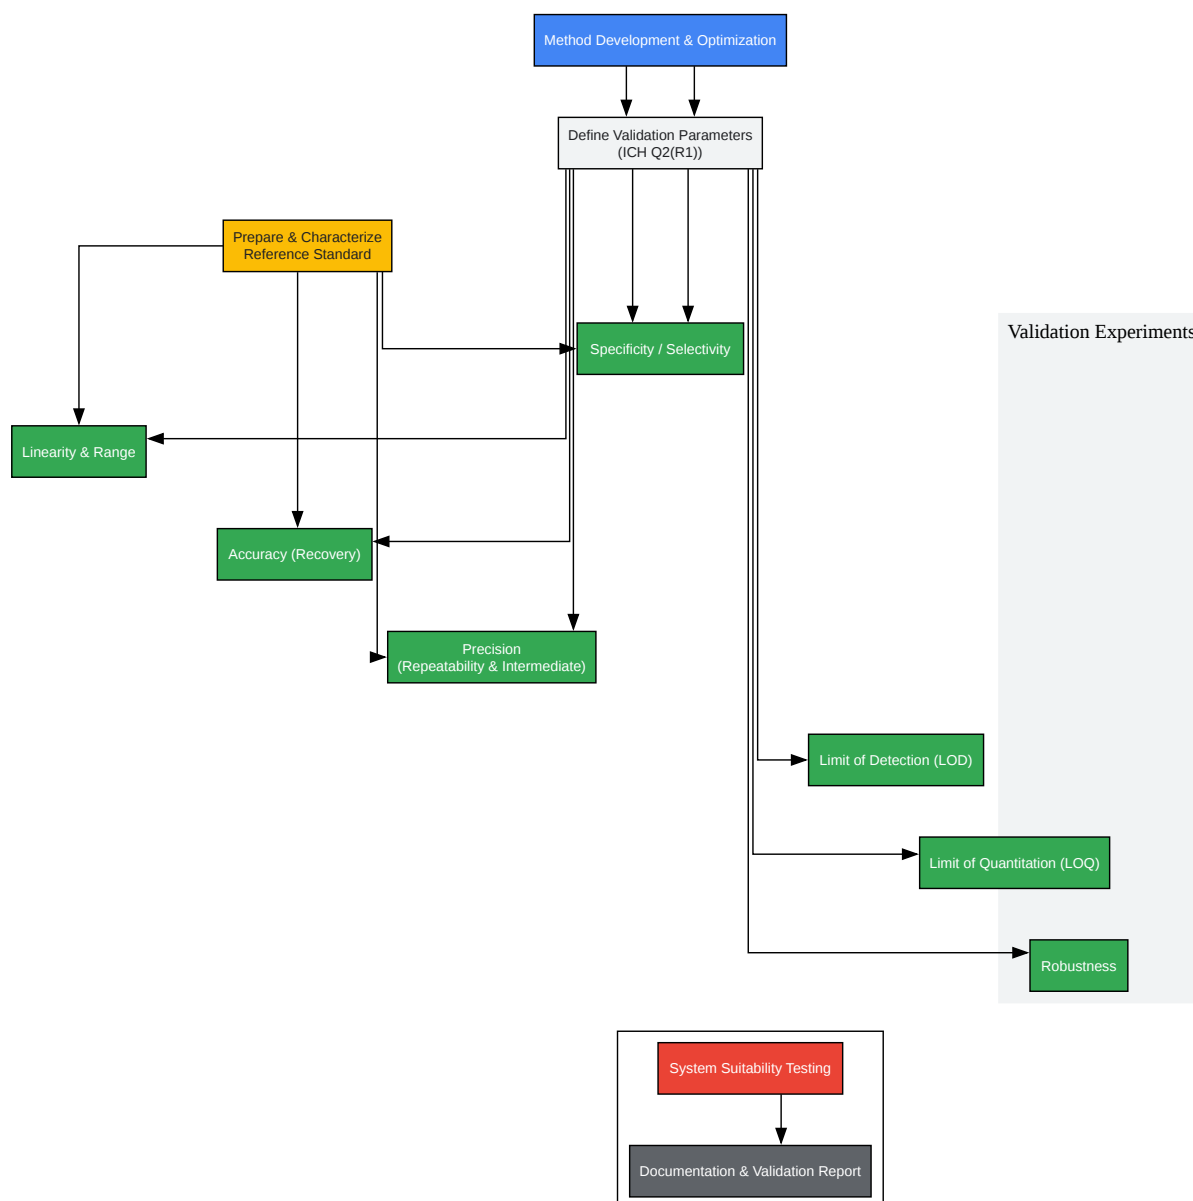 Method Development & Optimization
Define Validation Parameters
(ICH Q2(R1))
Prepare & Characterize
Reference Standard
Validation Experiments
Specificity / Selectivity
Linearity & Range
Accuracy (Recovery)
Precision
(Repeatability & Intermediate)
Limit of Detection (LOD)
Limit of Quantitation (LOQ)
Robustness
System Suitability Testing
Documentation & Validation Report